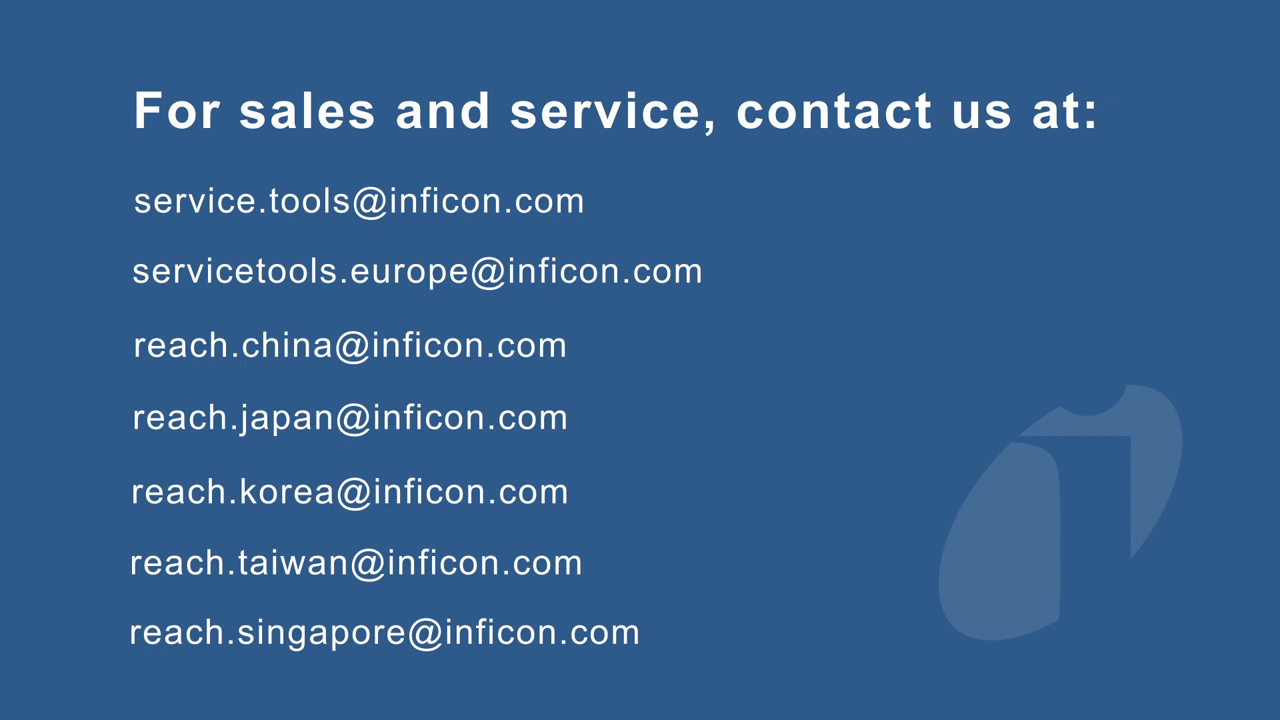 For sales and service, contact us at:
service.tools@inficon.com
servicetools.europe@inficon.com
reach.china@inficon.com
reach.japan@inficon.com
reach.korea@inficon.com
reach.taiwan@inficon.com
reach.singapore@inficon.com